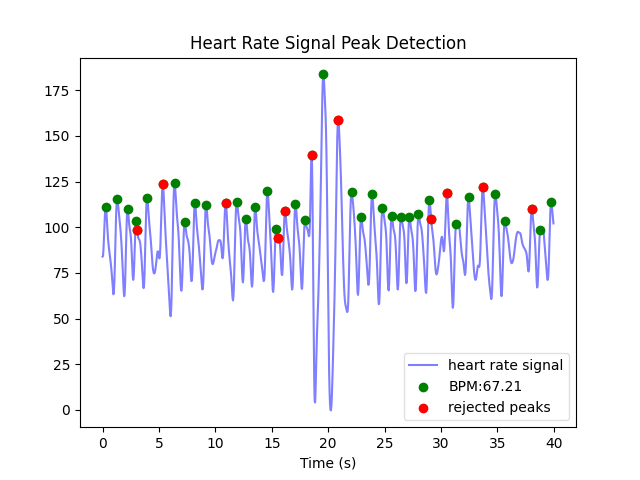 Heart Rate Signal Peak Detection
175
150
125
100
75
50
25
0
heart rate signal
BPM:67.21
rejected peaks
0 5 10 15 20 25 30 35 40
Time (s)